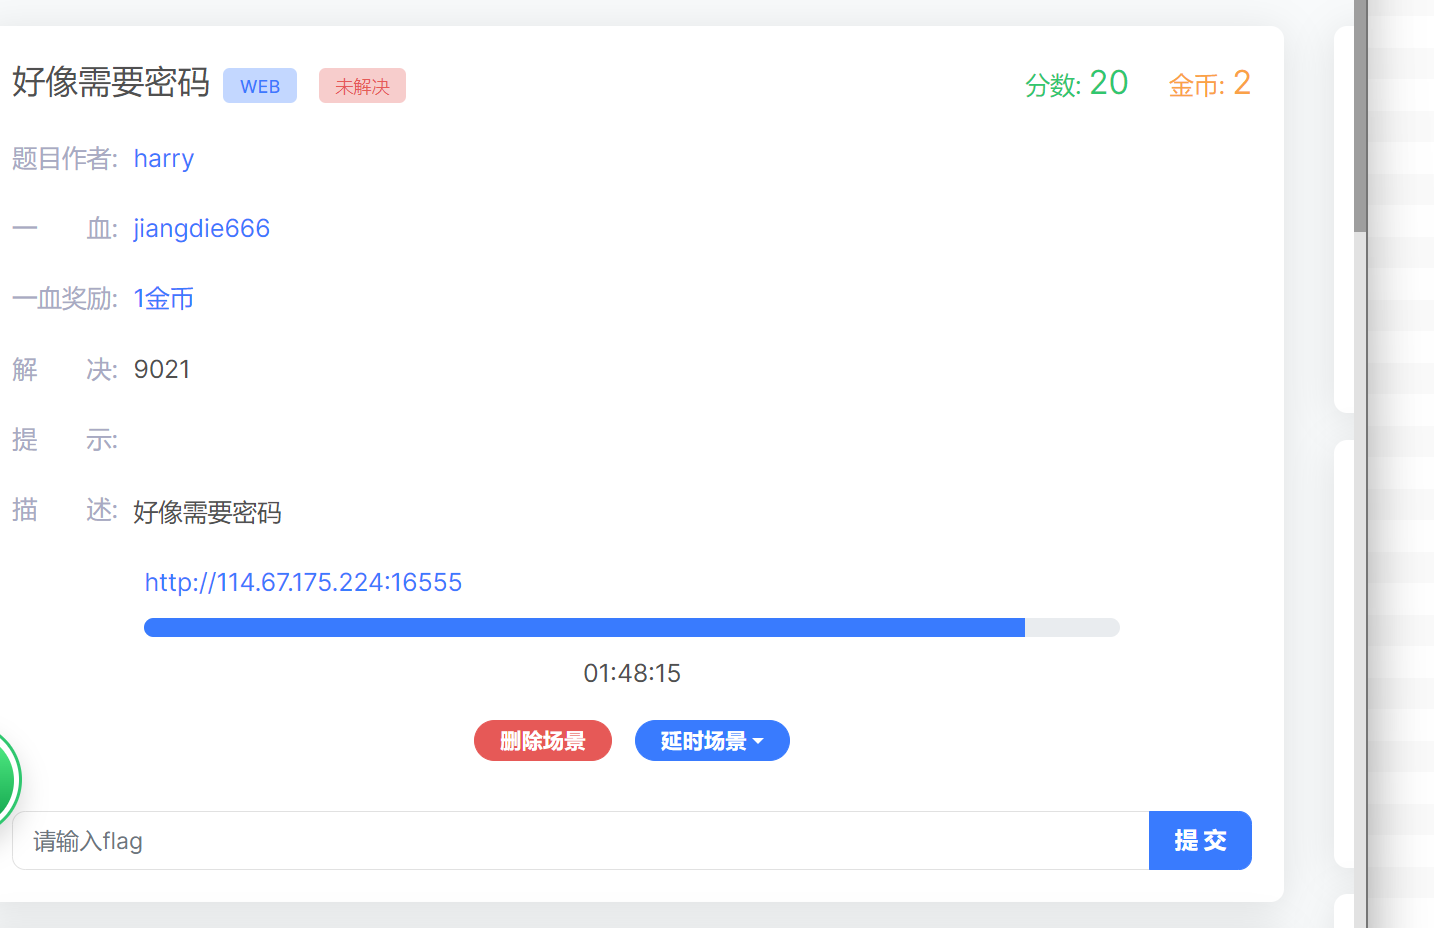 好像需要密码 WEB 未解决 分数: 20 金币: 2
题目作者: harry
一 血: jiangdie666
一血奖励: 1金币
解 决: 9021
提 示:
描 述: 好像需要密码
http://114.67.175.224:16555
01:48:15
删除场景 延时场景
请输入flag 提 交